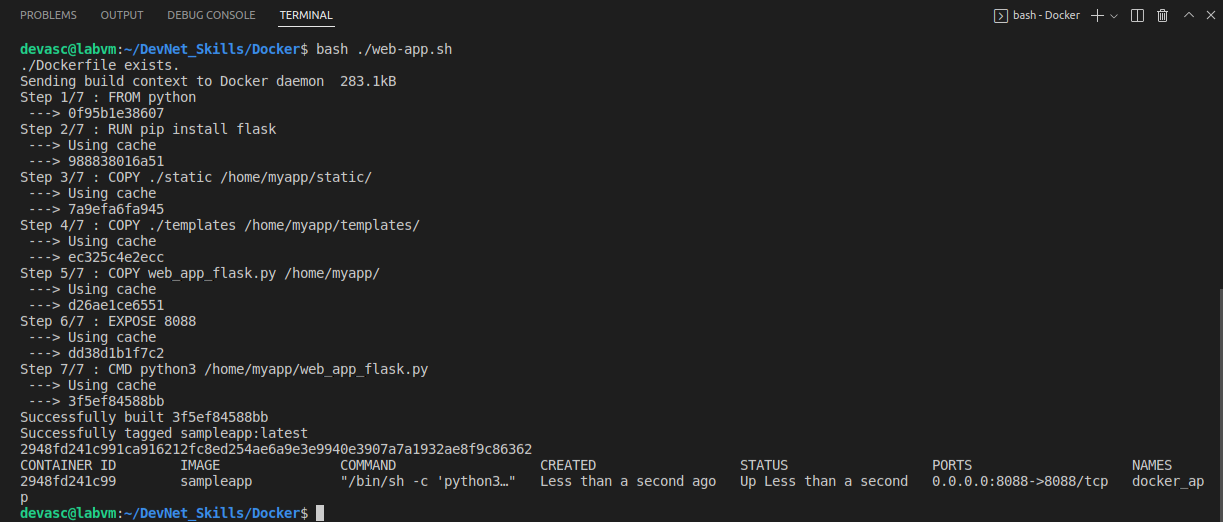 PROBLEMS OUTPUT DEBUG CONSOLE TERMINAL bash - Docker
devasc@labvm:~/DevNet_Skills/Docker$ bash ./web-app.sh
./Dockerfile exists.
Sending build context to Docker daemon  283.1kB
Step 1/7 : FROM python
 ---> 0f95b1e38607
Step 2/7 : RUN pip install flask
 ---> Using cache
 ---> 988838016a51
Step 3/7 : COPY ./static /home/myapp/static/
 ---> Using cache
 ---> 7a9efa6fa945
Step 4/7 : COPY ./templates /home/myapp/templates/
 ---> Using cache
 ---> ec325c4e2ecc
Step 5/7 : COPY web_app_flask.py /home/myapp/
 ---> Using cache
 ---> d26ae1ce6551
Step 6/7 : EXPOSE 8088
 ---> Using cache
 ---> dd38d1b1f7c2
Step 7/7 : CMD python3 /home/myapp/web_app_flask.py
 ---> Using cache
 ---> 3f5ef84588bb
Successfully built 3f5ef84588bb
Successfully tagged sampleapp:latest
2948fd241c991ca916212fc8ed254ae6a9e3e9940e3907a7a1932ae8f9c86362
CONTAINER ID        IMAGE               COMMAND                  CREATED                  STATUS                  PORTS                    NAMES
2948fd241c99        sampleapp           "/bin/sh -c 'python3…"   Less than a second ago   Up Less than a second   0.0.0.0:8088->8088/tcp   docker_ap
p
devasc@labvm:~/DevNet_Skills/Docker$